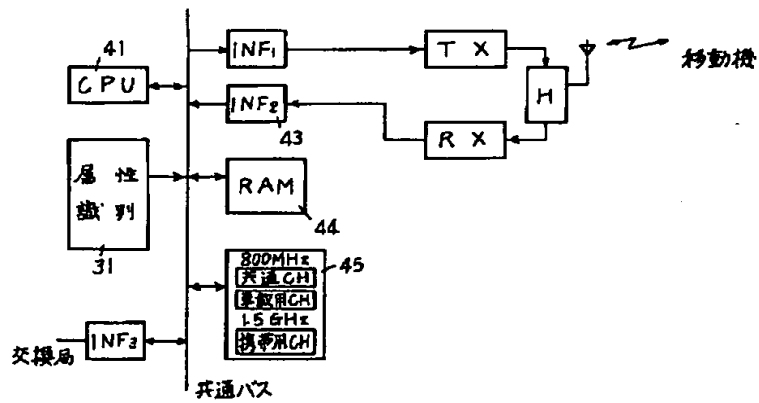 41
CPU
INF₁
TX
H
移動機
INF₂
43
RX
属性
識別
31
RAM
44
800MHz
共通CH
車載用CH
1.5GHz
携帯用CH
45
INF₃
交換局
共通バス